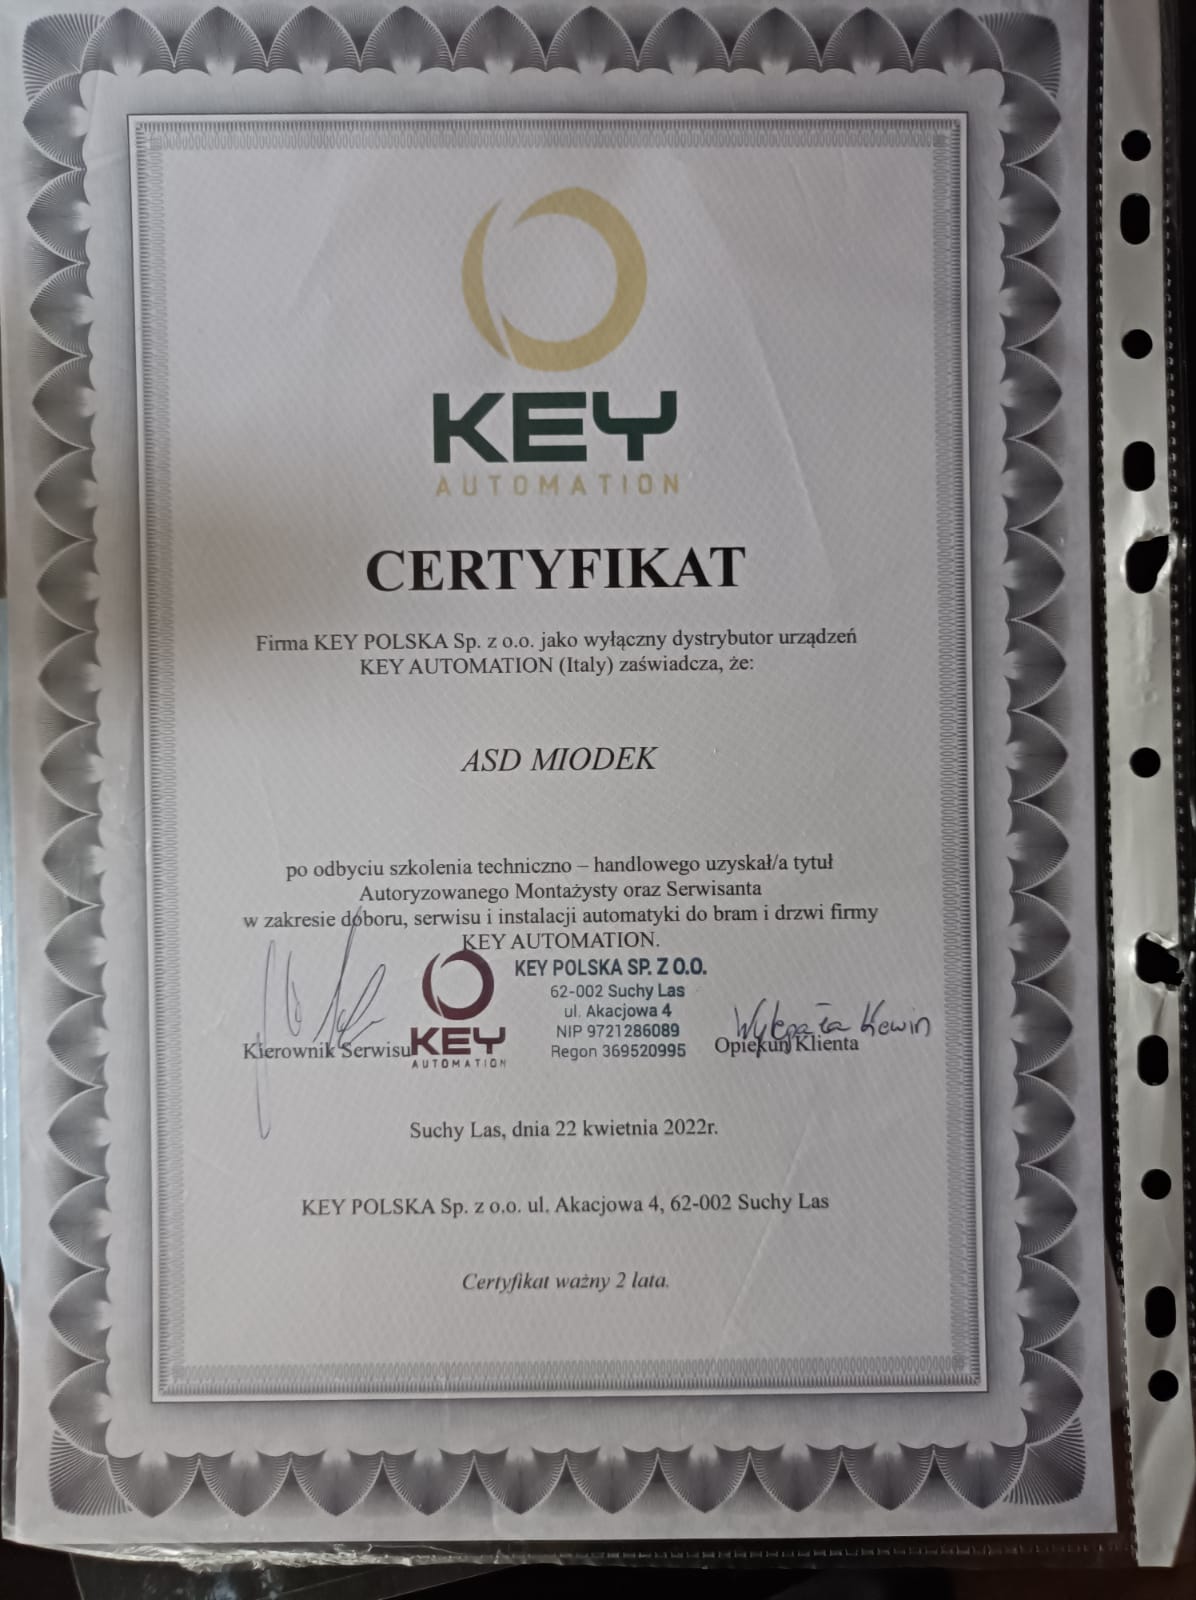 KEY
AUTOMATION
CERTYFIKAT
Firma KEY POLSKA Sp. z o.o. jako wyłączny dystrybutor urządzeń
KEY AUTOMATION (Italy) zaświadcza, że:
ASD MIODEK
po odbyciu szkolenia techniczno – handlowego uzyskał/a tytuł
Autoryzowanego Montażysty oraz Serwisanta
w zakresie doboru, serwisu i instalacji automatyki do bram i drzwi firmy
KEY AUTOMATION.
KEY POLSKA SP. Z O.O.
62-002 Suchy Las
ul. Akacjowa 4
NIP 9721286089
Regon 369520995
KEY
AUTOMATION
Kierownik Serwisu
Kewin
Opiekun Klienta
Suchy Las, dnia 22 kwietnia 2022r.
KEY POLSKA Sp. z o.o. ul. Akacjowa 4, 62-002 Suchy Las
Certyfikat ważny 2 lata.